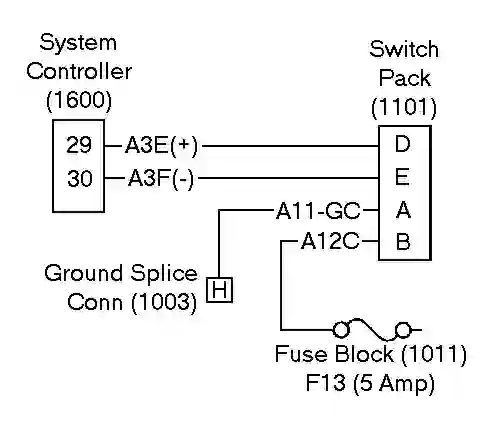 System
Controller
(1600)
Switch
Pack
(1101)
29 A3E(+) D
30 A3F(-) E
A11-GC A
A12C B
Ground Splice
Conn (1003) H
Fuse Block (1011)
F13 (5 Amp)